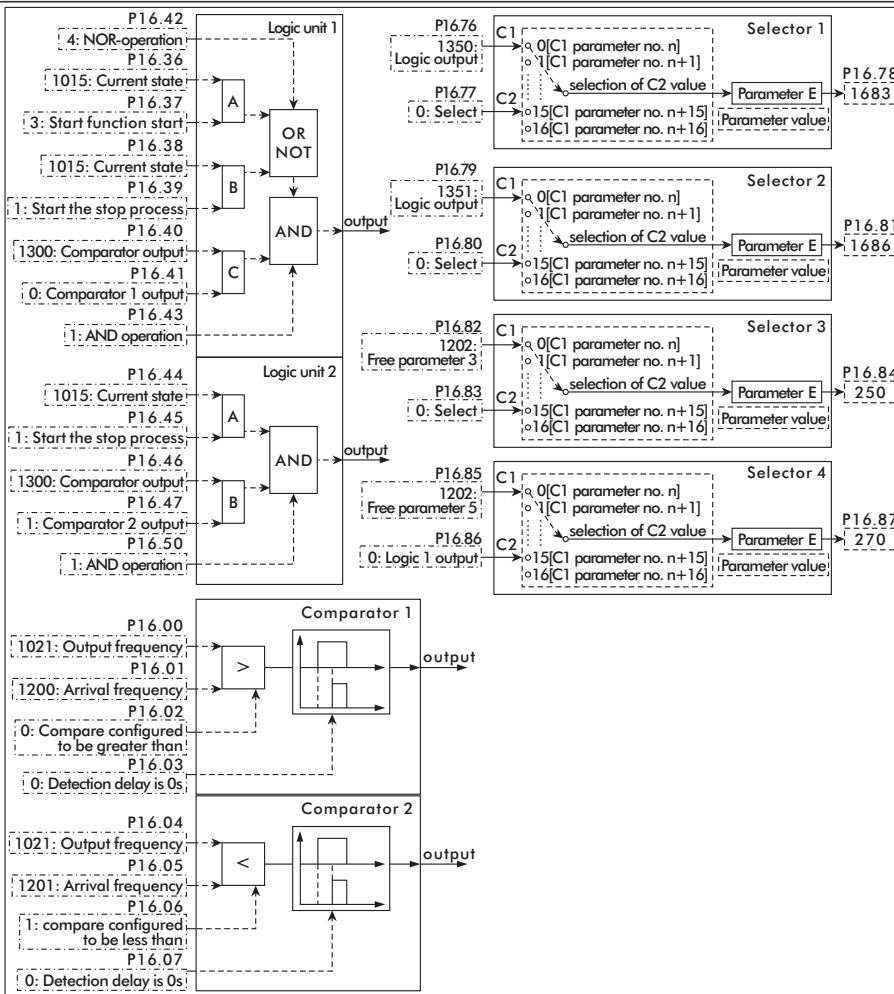 P16.42
4: NOR-operation
P16.36
1015: Current state
P16.37
3: Start function start
P16.38
1015: Current state
P16.39
1: Start the stop process
P16.40
1300: Comparator output
P16.41
0: Comparator 1 output
P16.43
1: AND operation
Logic unit 1
A
B
C
OR
NOT
AND
output
P16.44
1015: Current state
P16.45
1: Start the stop process
P16.46
1300: Comparator output
P16.47
1: Comparator 2 output
P16.50
1: AND operation
Logic unit 2
A
B
AND
output
P16.76
1350:
Logic output
P16.77
0: Select
C1
C2
Selector 1
0[C1 parameter no. n]
1[C1 parameter no. n+1]
selection of C2 value
15[C1 parameter no. n+15]
16[C1 parameter no. n+16]
Parameter E
Parameter value
P16.78
1683
P16.79
1351:
Logic output
P16.80
0: Select
C1
C2
Selector 2
0[C1 parameter no. n]
1[C1 parameter no. n+1]
selection of C2 value
15[C1 parameter no. n+15]
16[C1 parameter no. n+16]
Parameter E
Parameter value
P16.81
1686
P16.82
1202:
Free parameter 3
P16.83
0: Select
C1
C2
Selector 3
0[C1 parameter no. n]
1[C1 parameter no. n+1]
selection of C2 value
15[C1 parameter no. n+15]
16[C1 parameter no. n+16]
Parameter E
Parameter value
P16.84
250
P16.85
1202:
Free parameter 5
P16.86
0: Logic 1 output
C1
C2
Selector 4
0[C1 parameter no. n]
1[C1 parameter no. n+1]
selection of C2 value
15[C1 parameter no. n+15]
16[C1 parameter no. n+16]
Parameter E
Parameter value
P16.87
270
P16.00
1021: Output frequency
P16.01
1200: Arrival frequency
P16.02
0: Compare configured
to be greater than
P16.03
0: Detection delay is 0s
Comparator 1
>
output
P16.04
1021: Output frequency
P16.05
1201: Arrival frequency
P16.06
1: compare configured
to be less than
P16.07
0: Detection delay is 0s
Comparator 2
<
output